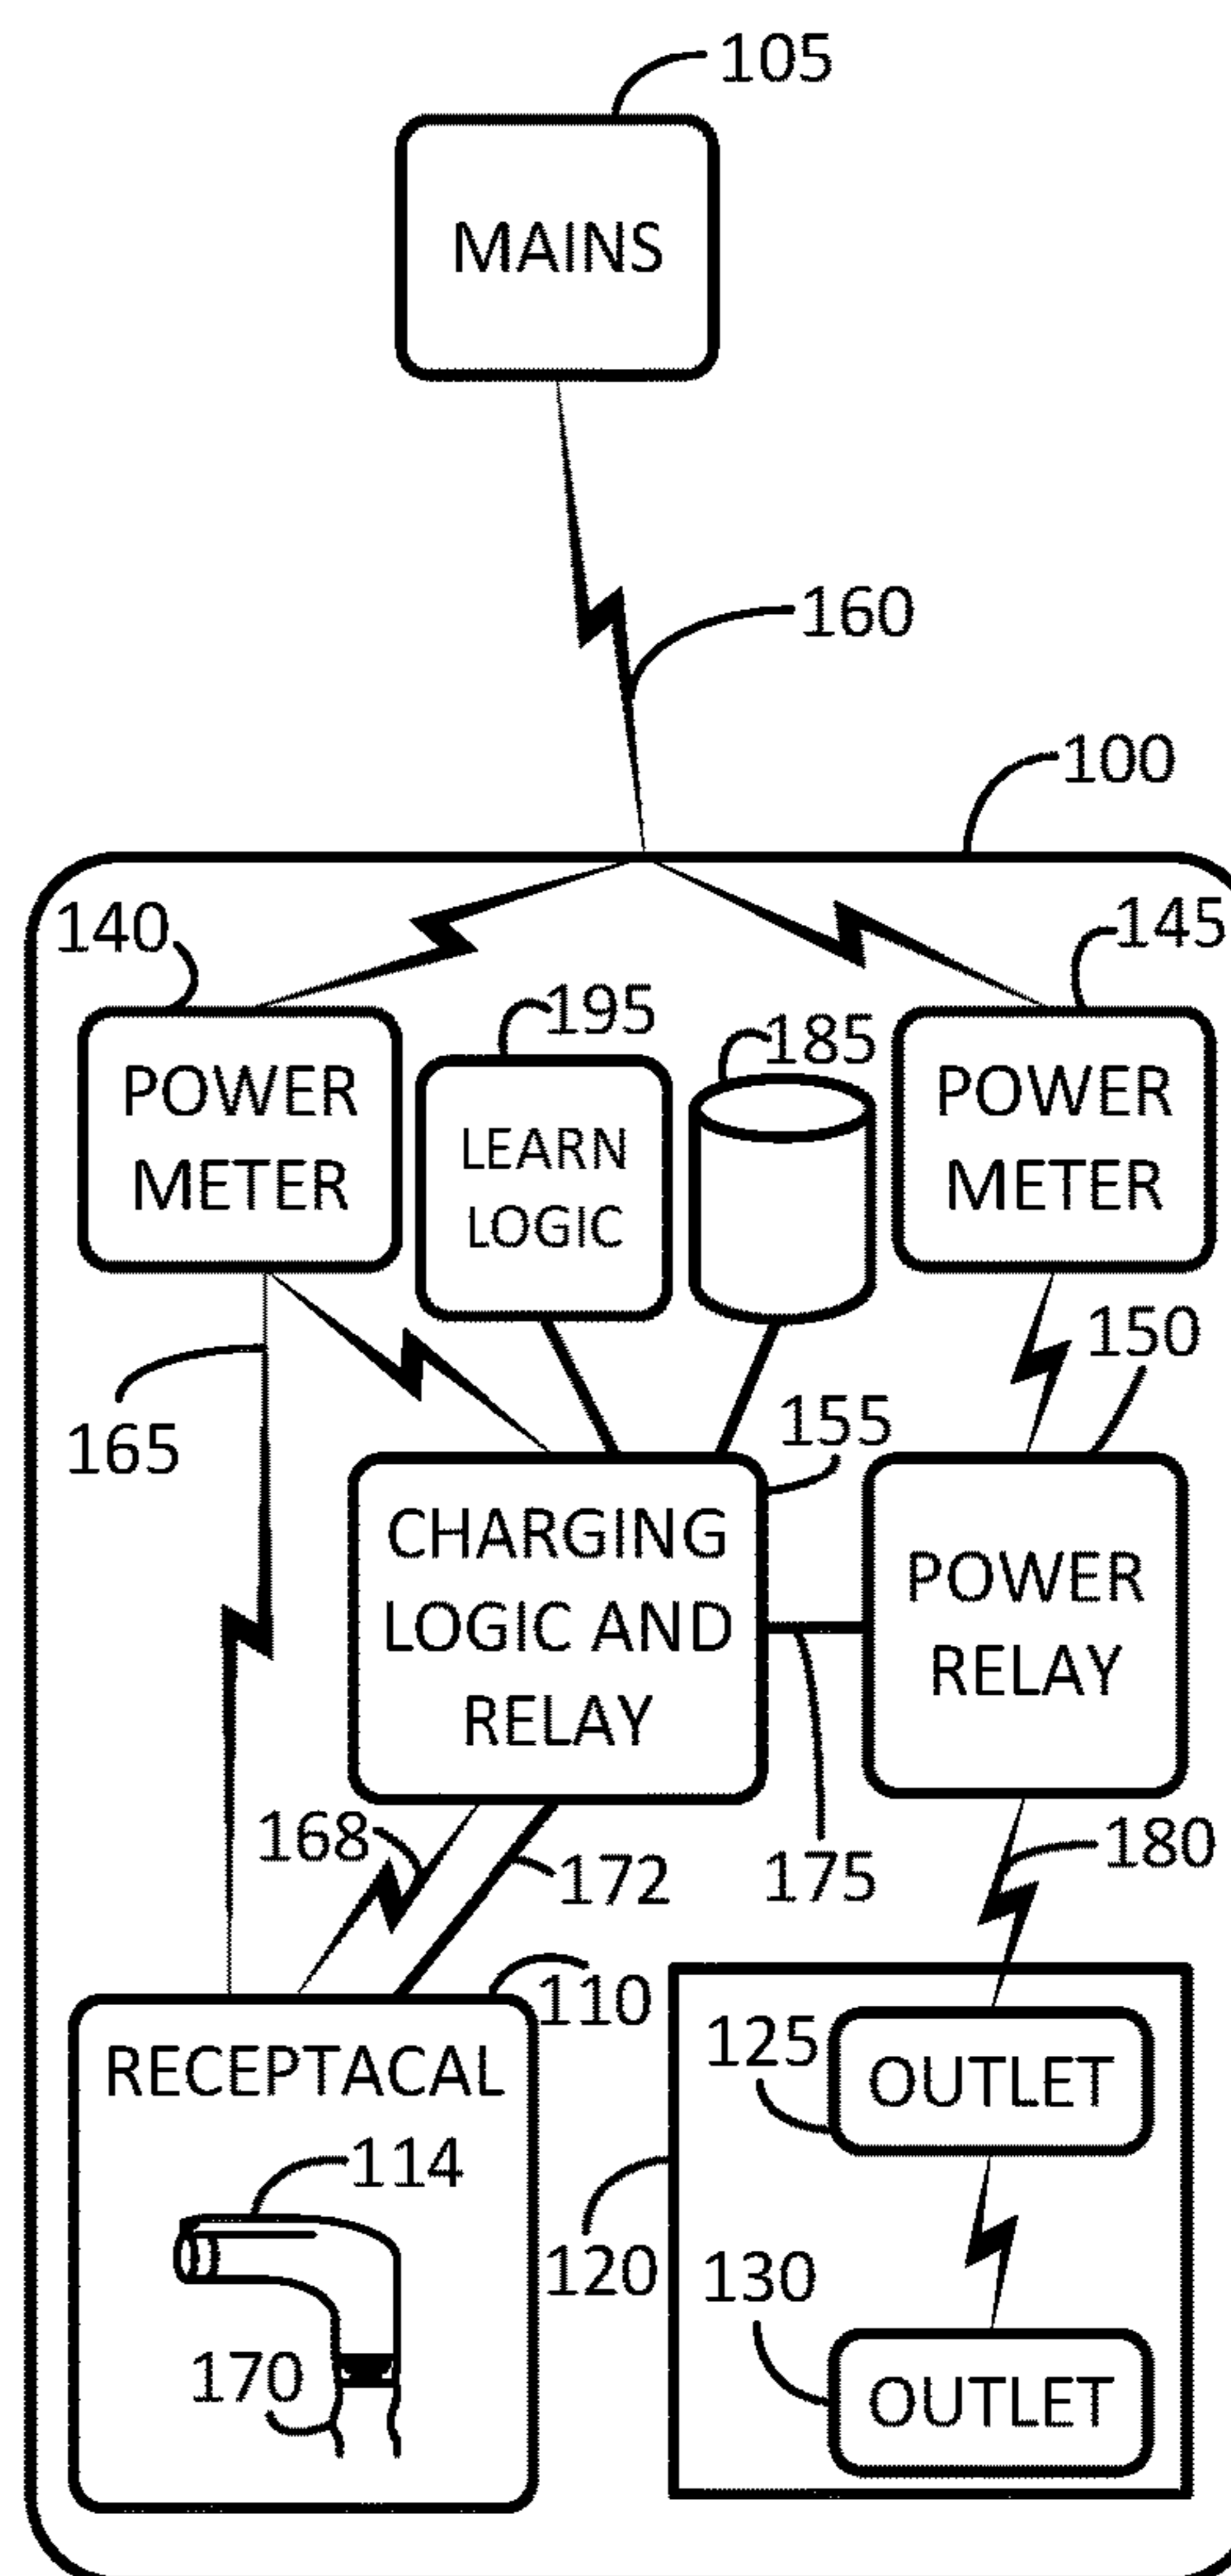 105
MAINS
160
100
140
145
195
185
POWER
METER
LEARN
LOGIC
POWER
METER
150
165
155
CHARGING
LOGIC AND
RELAY
POWER
RELAY
168
172
175
180
110
RECEPTACAL
125
OUTLET
114
120
130
170
OUTLET